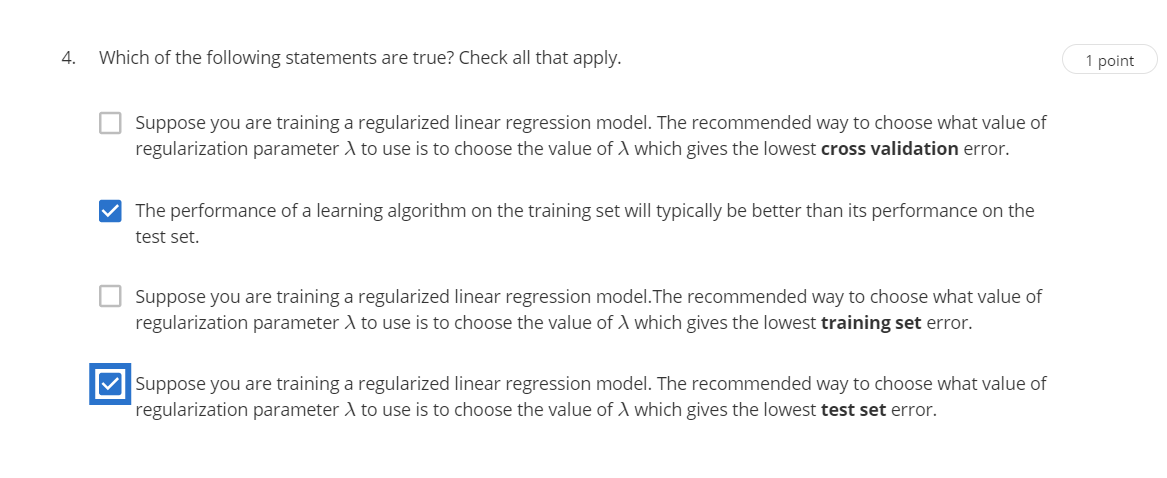 4. Which of the following statements are true? Check all that apply.
1 point
Suppose you are training a regularized linear regression model. The recommended way to choose what value of
regularization parameter λ to use is to choose the value of λ which gives the lowest cross validation error.
The performance of a learning algorithm on the training set will typically be better than its performance on the
test set.
Suppose you are training a regularized linear regression model.The recommended way to choose what value of
regularization parameter λ to use is to choose the value of λ which gives the lowest training set error.
Suppose you are training a regularized linear regression model. The recommended way to choose what value of
regularization parameter λ to use is to choose the value of λ which gives the lowest test set error.